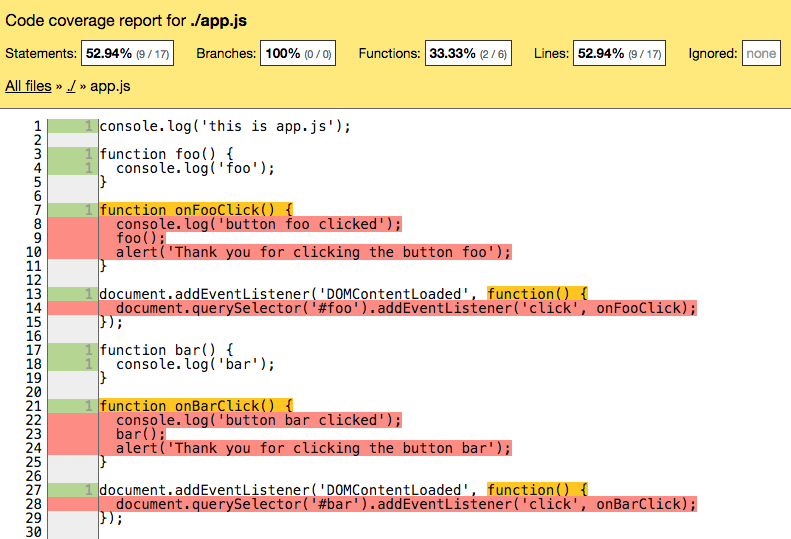 Code coverage report for ./app.js
Statements: 52.94% (9 / 17) Branches: 100% (0 / 0) Functions: 33.33% (2 / 6) Lines: 52.94% (9 / 17) Ignored: none
All files » ./ » app.js
1 1 console.log('this is app.js');
2
3 1 function foo() {
4 1 console.log('foo');
5 }
6
7 1 function onFooClick() {
8 console.log('button foo clicked');
9 foo();
10 alert('Thank you for clicking the button foo');
11 }
12
13 1 document.addEventListener('DOMContentLoaded', function() {
14 document.querySelector('#foo').addEventListener('click', onFooClick);
15 });
16
17 1 function bar() {
18 1 console.log('bar');
19 }
20
21 1 function onBarClick() {
22 console.log('button bar clicked');
23 bar();
24 alert('Thank you for clicking the button bar');
25 }
26
27 1 document.addEventListener('DOMContentLoaded', function() {
28 document.querySelector('#bar').addEventListener('click', onBarClick);
29 });
30